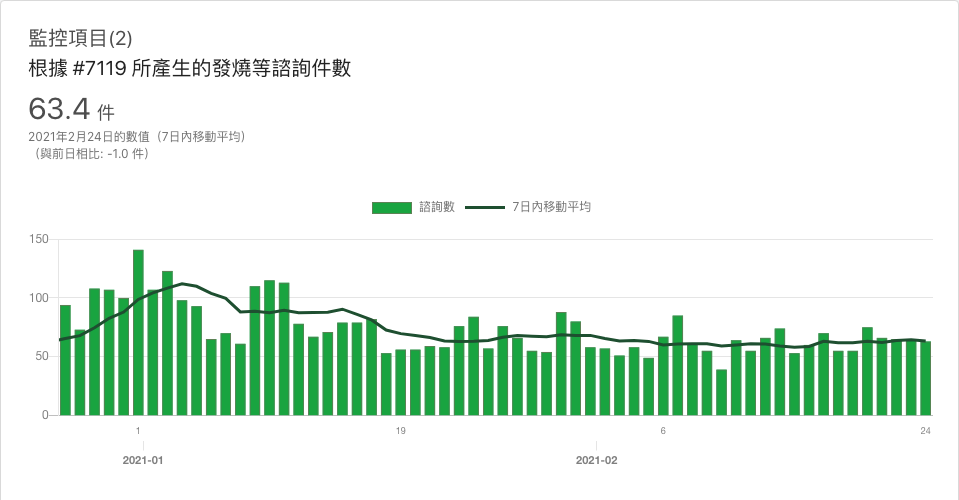 監控項目(2)
根據 #7119 所產生的發燒等諮詢件數
63.4 件
2021年2月24日的數值（7日內移動平均）
（與前日相比: -1.0 件）
諮詢數 7日內移動平均
150
100
50
0
1 19 6 24
2021-01 2021-02